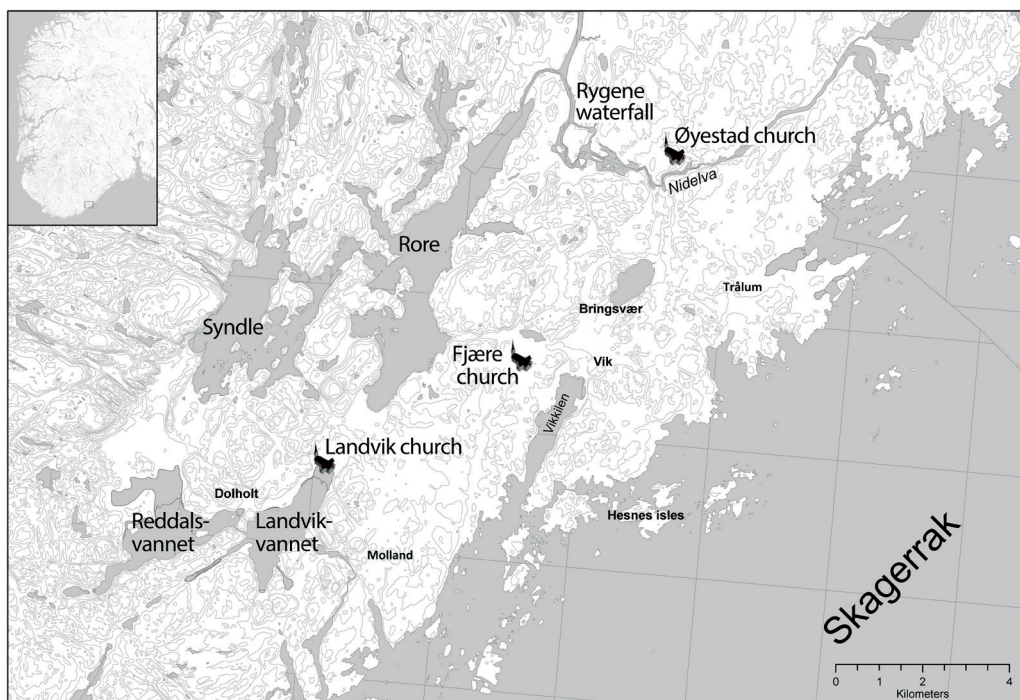 Rygene
waterfall
Øyestad church
Nidelva
Rore
Trålum
Bringsvær
Syndle
Fjære
church
Vik
Vikkilen
Landvik church
Dolholt
Reddals-
vannet
Landvik-
vannet
Hesnes isles
Molland
Skagerrak
0 1 2 4
Kilometers